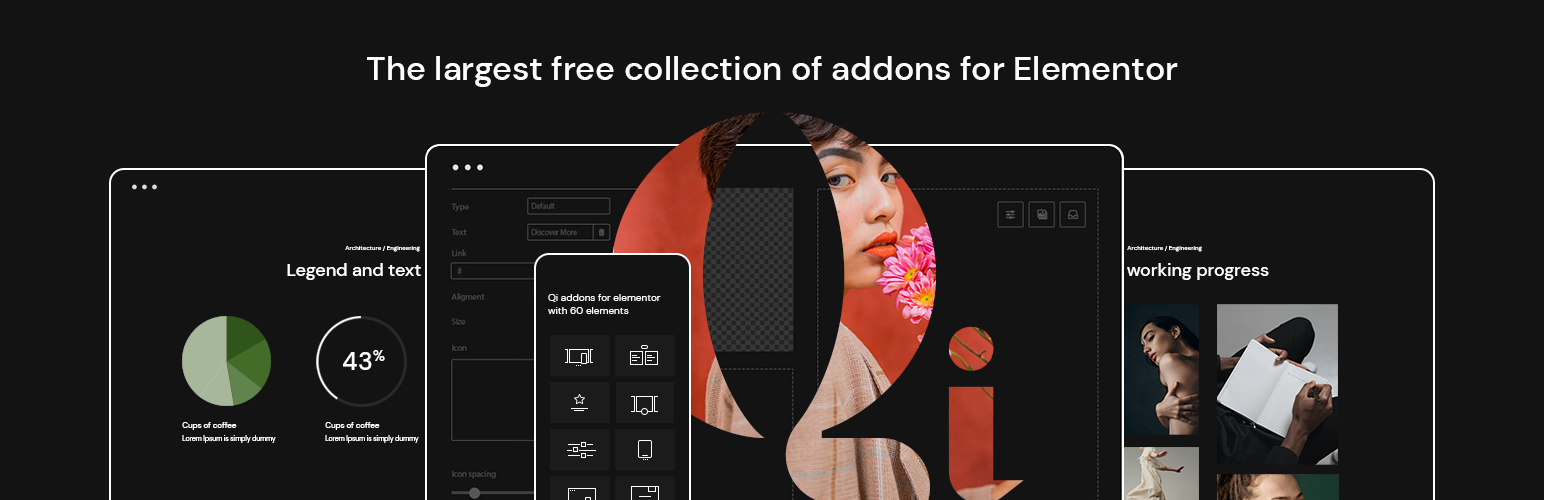 The largest free collection of addons for Elementor
Architecture / Engineering
Legend and text
43%
Cups of coffee
Lorem Ipsum is simply dummy
Cups of coffee
Lorem Ipsum is simply dummy
Type
Default
Text
Discover More
Link
#
Aligment
Size
Icon
Icon spacing
Qi addons for elementor
with 60 elements
Qi
Architecture / Engineering
working progress